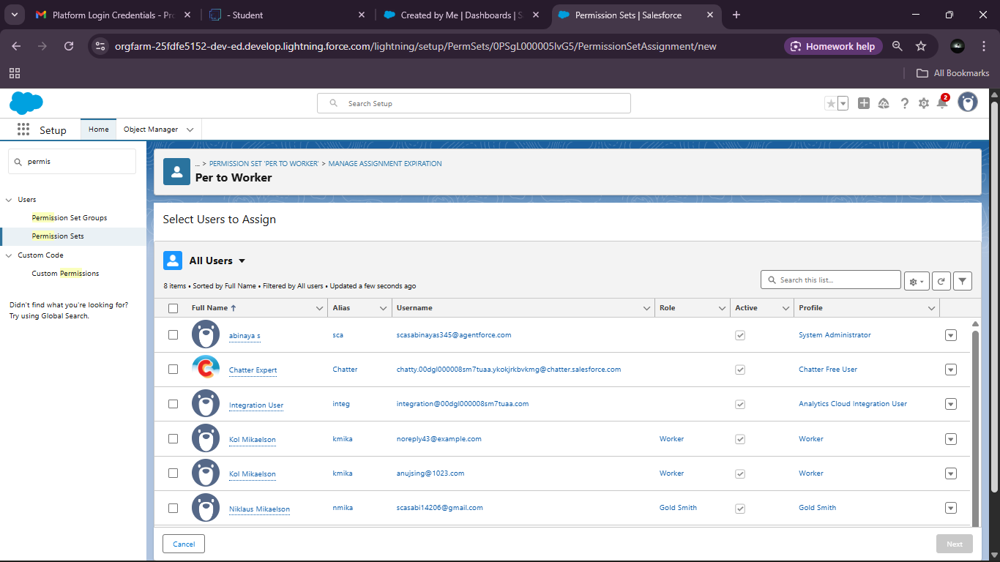 Platform Login Credentials - Pro
- Student
Created by Me | Dashboards | S
Permission Sets | Salesforce
orgfarm-25fdfe5152-dev-ed.develop.lightning.force.com/lightning/setup/PermSets/0PSgL000005lvG5/PermissionSetAssignment/new
Homework help
All Bookmarks
Search Setup
2
Setup
Home
Object Manager
permis
Users
Permission Set Groups
Permission Sets
Custom Code
Custom Permissions
Didn't find what you're looking for?
Try using Global Search.
... > PERMISSION SET 'PER TO WORKER' > MANAGE ASSIGNMENT EXPIRATION
Per to Worker
Select Users to Assign
All Users
8 items • Sorted by Full Name • Filtered by All users • Updated a few seconds ago
Search this list...
Full Name Alias Username Role Active Profile
abinaya s sca scasabinayas345@agentforce.com System Administrator
Chatter Expert Chatter chatty.00dgl000008sm7tuaa.ykokjrkbvkmg@chatter.salesforce.com Chatter Free User
Integration User integ integration@00dgl000008sm7tuaa.com Analytics Cloud Integration User
Kol Mikaelson kmika noreply43@example.com Worker Worker
Kol Mikaelson kmika anujsing@1023.com Worker Worker
Niklaus Mikaelson nmika scasabi14206@gmail.com Gold Smith Gold Smith
Cancel
Next